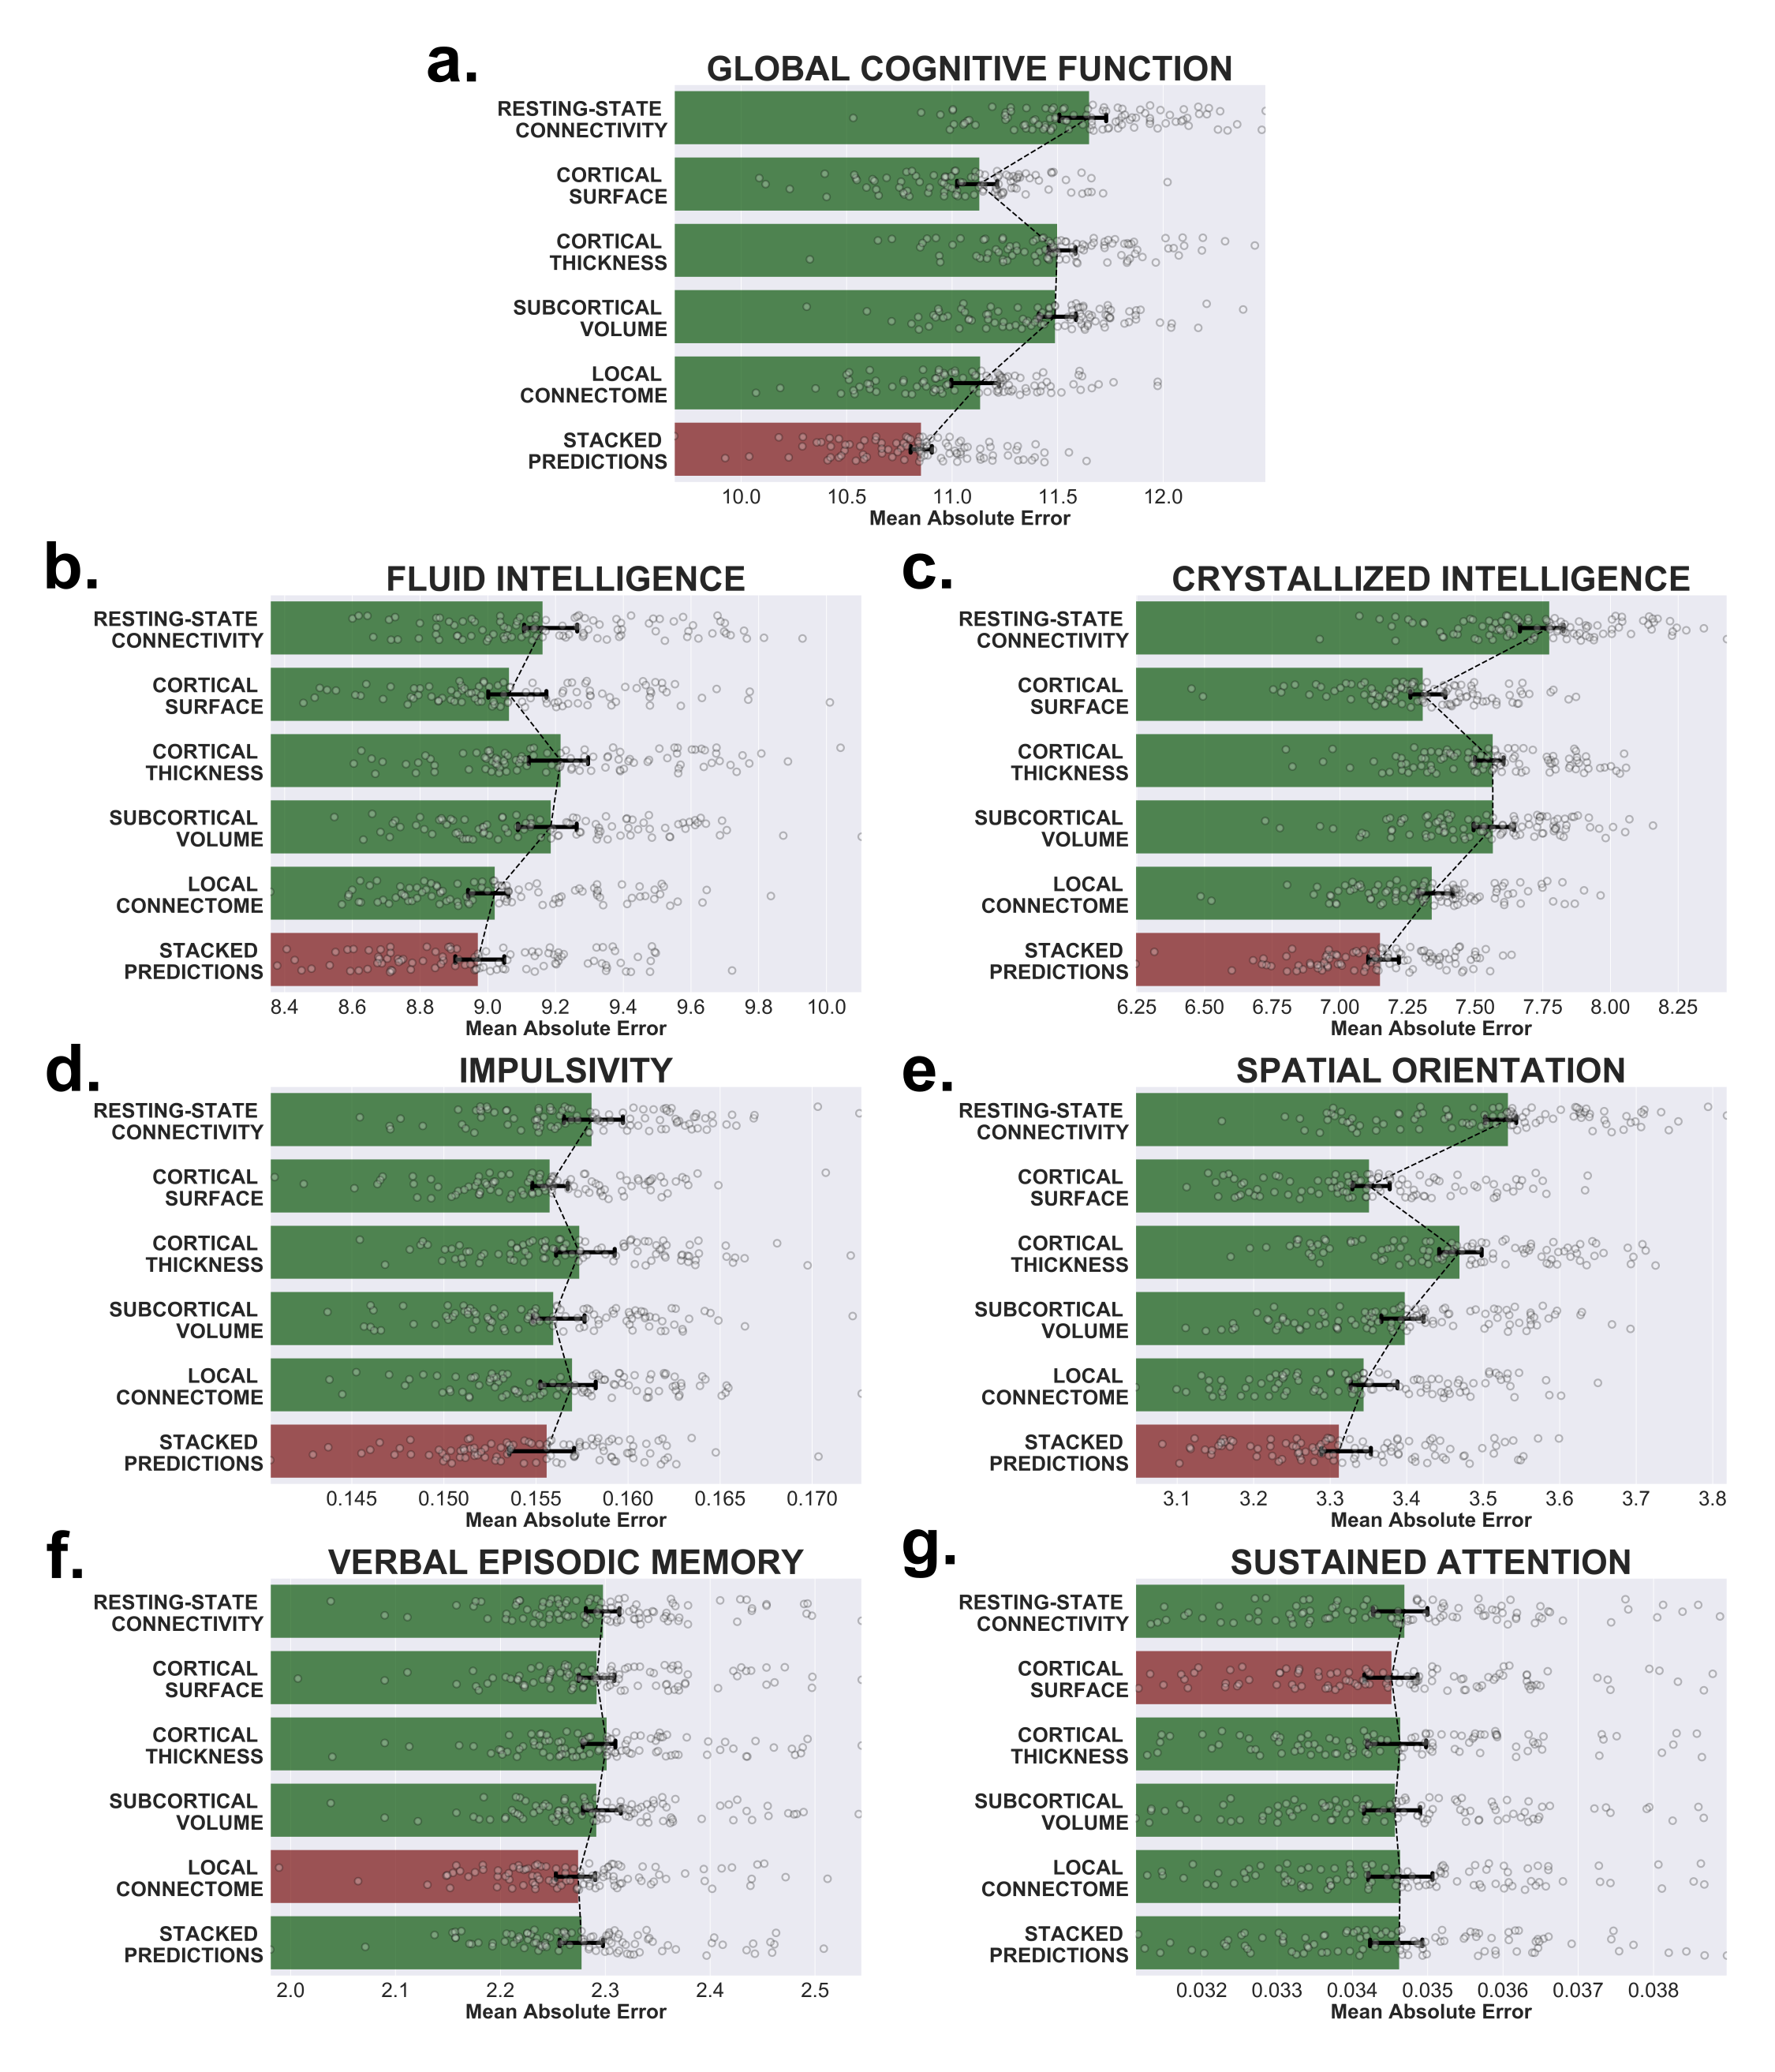 a.
GLOBAL COGNITIVE FUNCTION
RESTING-STATE
CONNECTIVITY
CORTICAL
SURFACE
CORTICAL
THICKNESS
SUBCORTICAL
VOLUME
LOCAL
CONNECTOME
STACKED
PREDICTIONS
10.0 10.5 11.0 11.5 12.0
Mean Absolute Error
b.
FLUID INTELLIGENCE
RESTING-STATE
CONNECTIVITY
CORTICAL
SURFACE
CORTICAL
THICKNESS
SUBCORTICAL
VOLUME
LOCAL
CONNECTOME
STACKED
PREDICTIONS
8.4 8.6 8.8 9.0 9.2 9.4 9.6 9.8 10.0
Mean Absolute Error
c.
CRYSTALLIZED INTELLIGENCE
RESTING-STATE
CONNECTIVITY
CORTICAL
SURFACE
CORTICAL
THICKNESS
SUBCORTICAL
VOLUME
LOCAL
CONNECTOME
STACKED
PREDICTIONS
6.25 6.50 6.75 7.00 7.25 7.50 7.75 8.00 8.25
Mean Absolute Error
d.
IMPULSIVITY
RESTING-STATE
CONNECTIVITY
CORTICAL
SURFACE
CORTICAL
THICKNESS
SUBCORTICAL
VOLUME
LOCAL
CONNECTOME
STACKED
PREDICTIONS
0.145 0.150 0.155 0.160 0.165 0.170
Mean Absolute Error
e.
SPATIAL ORIENTATION
RESTING-STATE
CONNECTIVITY
CORTICAL
SURFACE
CORTICAL
THICKNESS
SUBCORTICAL
VOLUME
LOCAL
CONNECTOME
STACKED
PREDICTIONS
3.1 3.2 3.3 3.4 3.5 3.6 3.7 3.8
Mean Absolute Error
f.
VERBAL EPISODIC MEMORY
RESTING-STATE
CONNECTIVITY
CORTICAL
SURFACE
CORTICAL
THICKNESS
SUBCORTICAL
VOLUME
LOCAL
CONNECTOME
STACKED
PREDICTIONS
2.0 2.1 2.2 2.3 2.4 2.5
Mean Absolute Error
g.
SUSTAINED ATTENTION
RESTING-STATE
CONNECTIVITY
CORTICAL
SURFACE
CORTICAL
THICKNESS
SUBCORTICAL
VOLUME
LOCAL
CONNECTOME
STACKED
PREDICTIONS
0.032 0.033 0.034 0.035 0.036 0.037 0.038
Mean Absolute Error